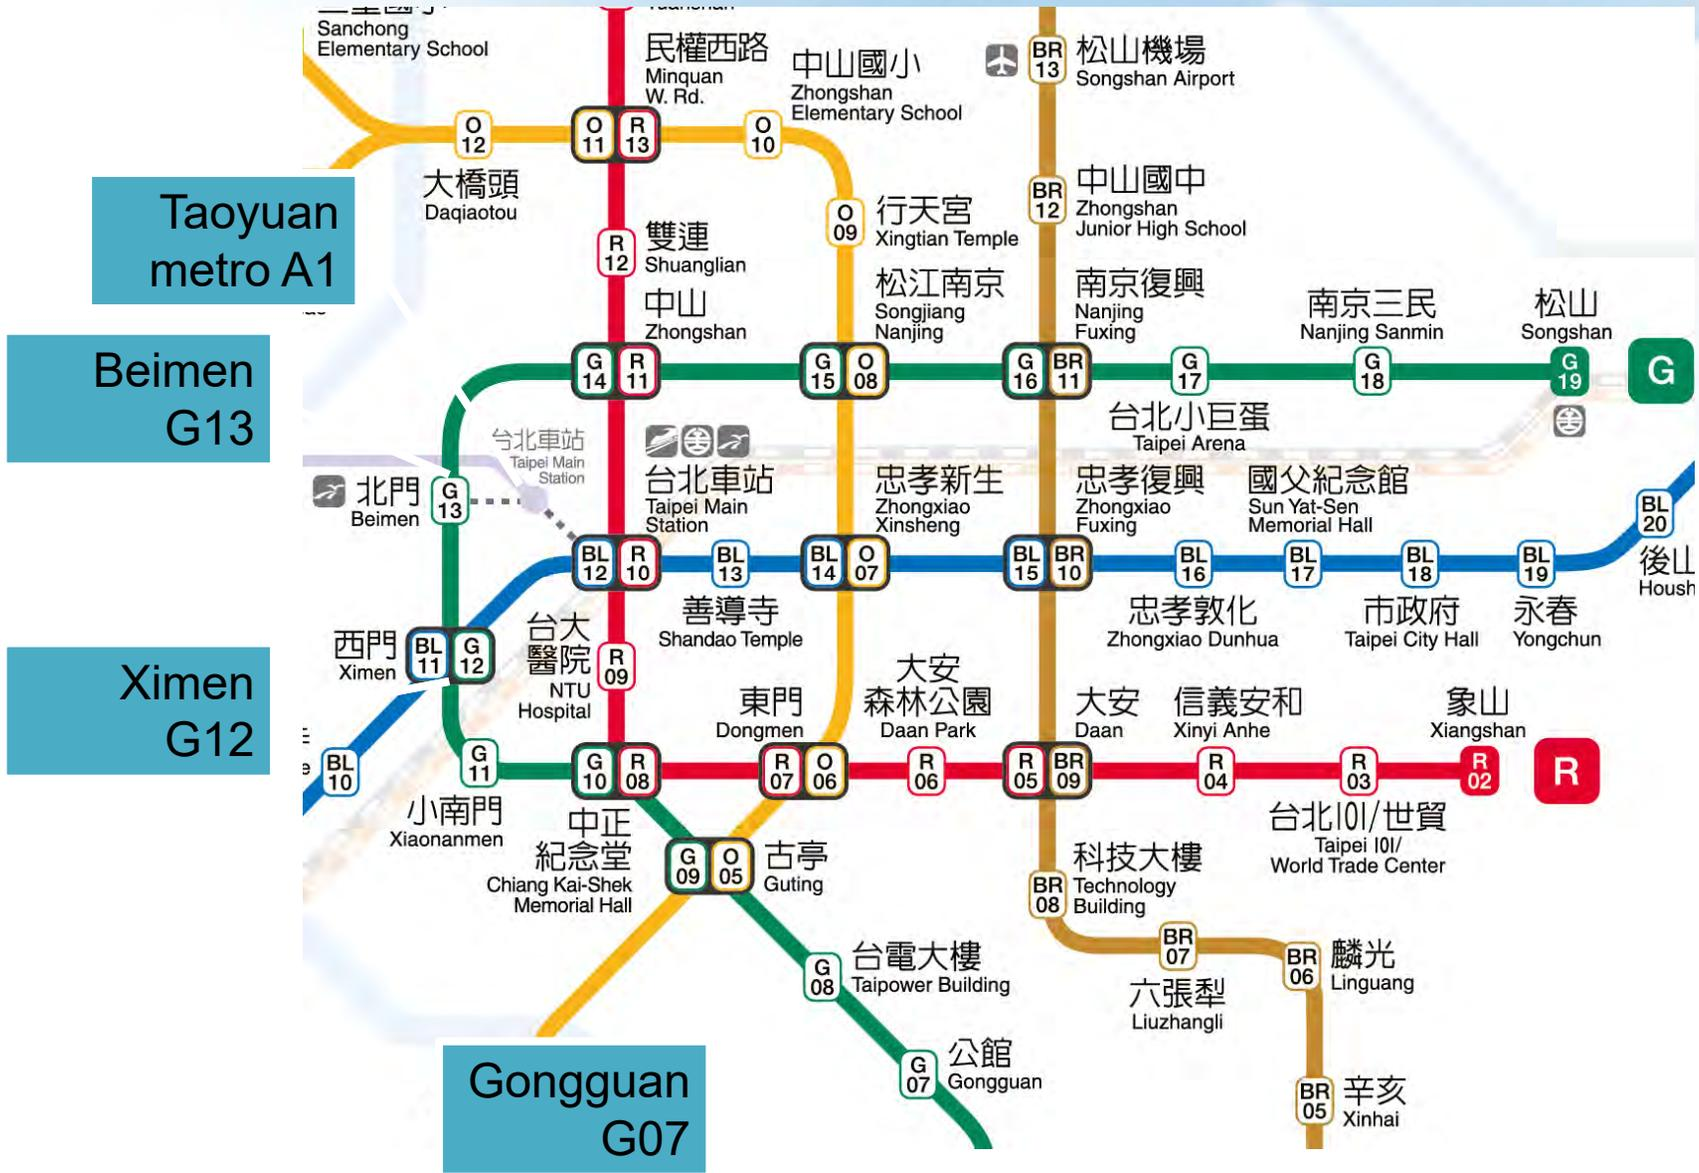 Sanchong
Elementary School
民權西路
Minquan
W. Rd.
中山國小
Zhongshan
Elementary School
BR
13
松山機場
Songshan Airport
O
12
O
11
R
13
O
10
大橋頭
Daqiaotou
Taoyuan
metro A1
R
12
雙連
Shuanglian
O
09
行天宮
Xingtian Temple
BR
12
中山國中
Zhongshan
Junior High School
中山
Zhongshan
松江南京
Songjiang
Nanjing
南京復興
Nanjing
Fuxing
南京三民
Nanjing Sanmin
松山
Songshan
Beimen
G13
G
14
R
11
G
15
O
08
G
16
BR
11
G
17
G
18
G
19
G
台北小巨蛋
Taipei Arena
台北車站
Taipei Main
Station
北門
Beimen
G
13
台北車站
Taipei Main
Station
忠孝新生
Zhongxiao
Xinsheng
忠孝復興
Zhongxiao
Fuxing
國父紀念館
Sun Yat-Sen
Memorial Hall
BL
20
後山
Housh
BL
12
R
10
BL
13
BL
14
O
07
BL
15
BR
10
BL
16
BL
17
BL
18
BL
19
善導寺
Shandao Temple
忠孝敦化
Zhongxiao Dunhua
市政府
Taipei City Hall
永春
Yongchun
西門
Ximen
BL
11
G
12
台大
醫院
NTU
Hospital
R
09
Ximen
G12
東門
Dongmen
大安
森林公園
Daan Park
大安
Daan
信義安和
Xinyi Anhe
象山
Xiangshan
BL
10
G
11
G
10
R
08
R
07
O
06
R
06
R
05
BR
09
R
04
R
03
R
02
R
小南門
Xiaonanmen
中正
紀念堂
Chiang Kai-Shek
Memorial Hall
G
09
O
05
古亭
Guting
台北101/世貿
Taipei 101/
World Trade Center
BR
08
科技大樓
Technology
Building
BR
07
六張犁
Liuzhangli
BR
06
麟光
Linguang
G
08
台電大樓
Taipower Building
Gongguan
G07
G
07
公館
Gongguan
BR
05
辛亥
Xinhai